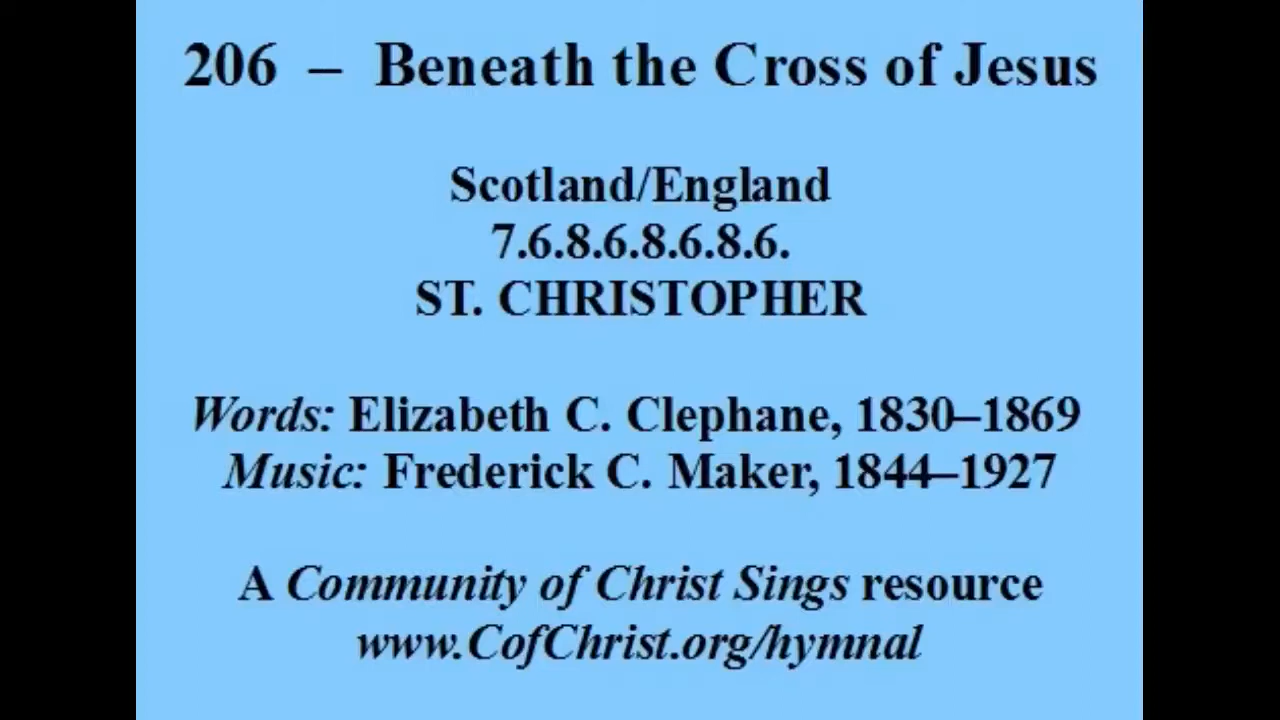 206 – Beneath the Cross of Jesus
Scotland/England
7.6.8.6.8.6.8.6.
ST. CHRISTOPHER
Words: Elizabeth C. Clephane, 1830–1869
Music: Frederick C. Maker, 1844–1927
A Community of Christ Sings resource
www.CofChrist.org/hymnal